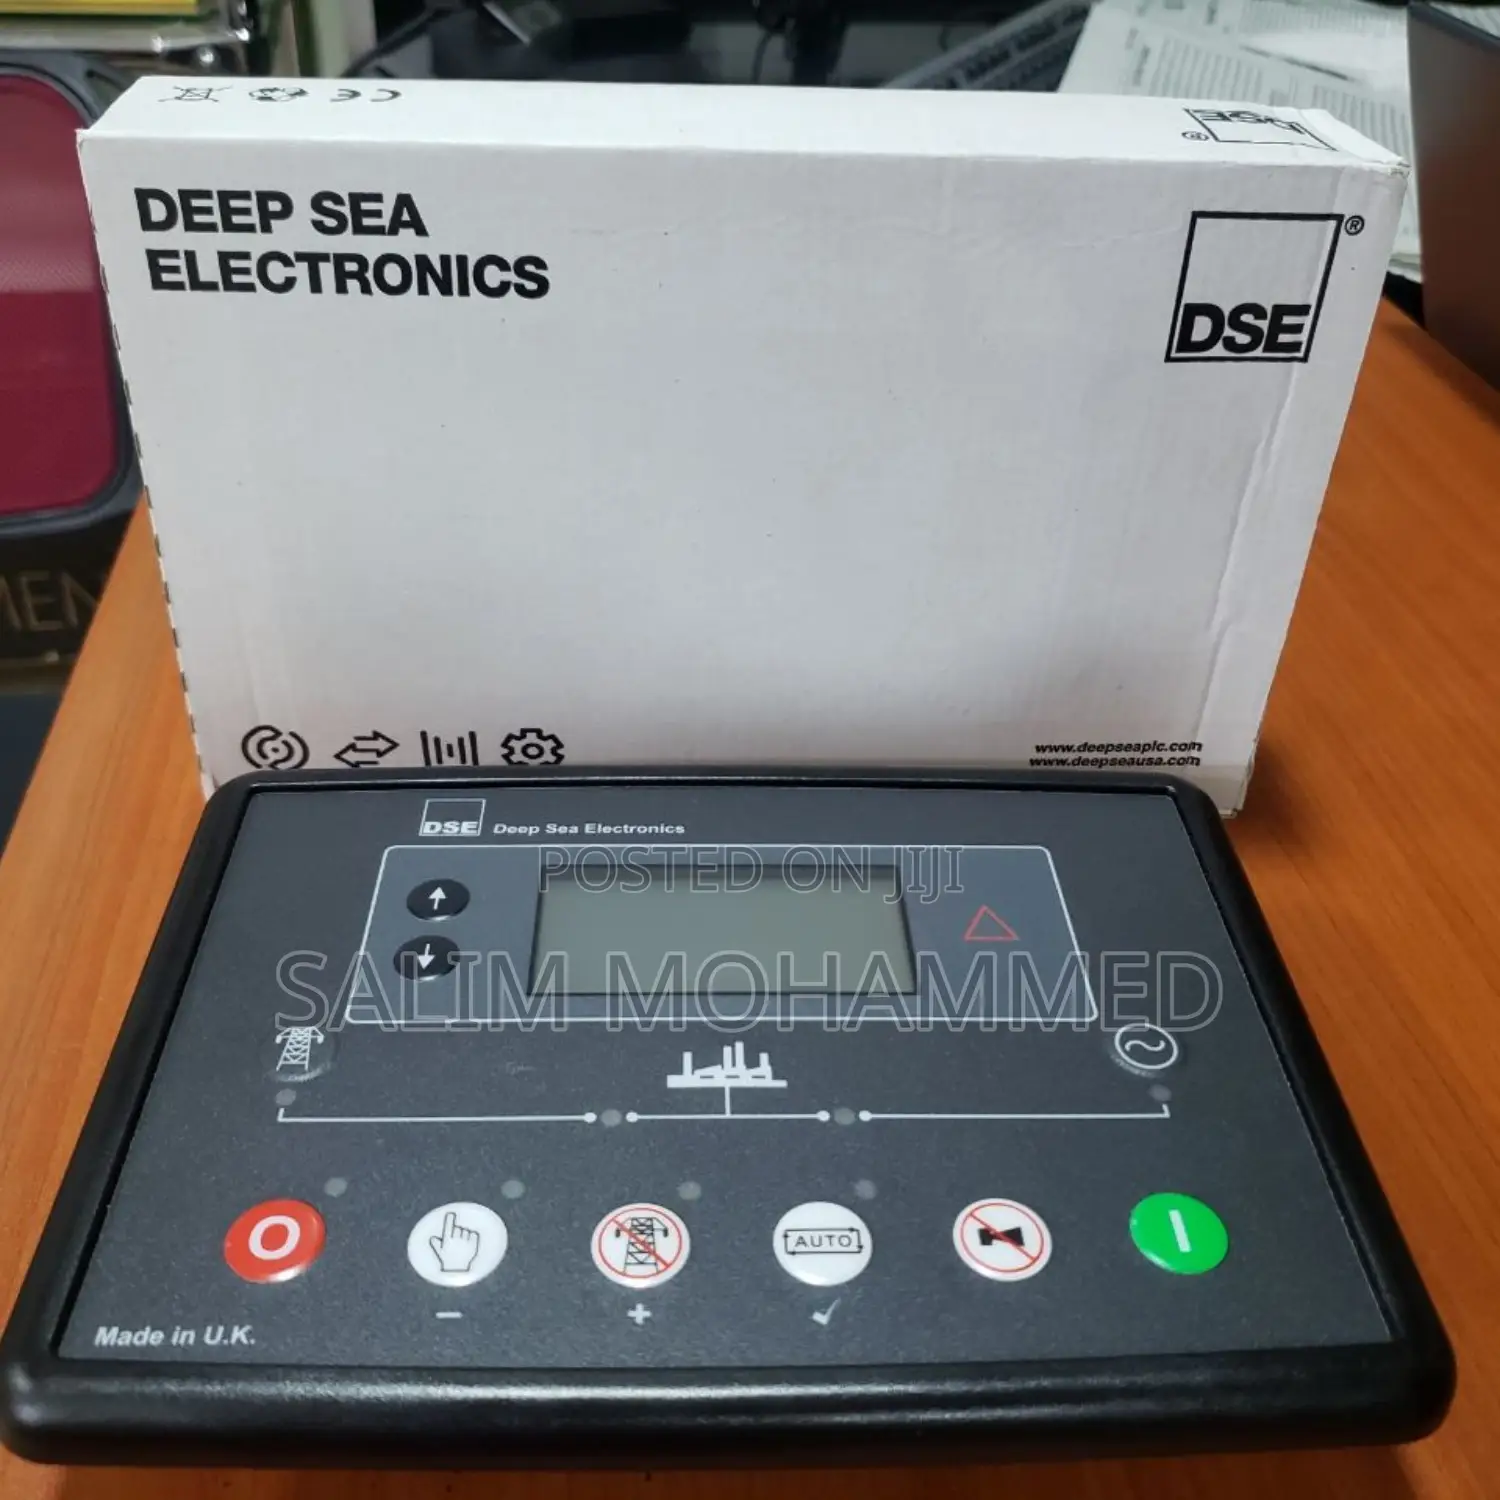 DEEP SEA
ELECTRONICS
DSE
®
DSE
®
www.deepseaplc.com
www.deepseausa.com
DSE Deep Sea Electronics
POSTED ON JIJI
SALIM MOHAMMED
AUTO
Made in U.K.